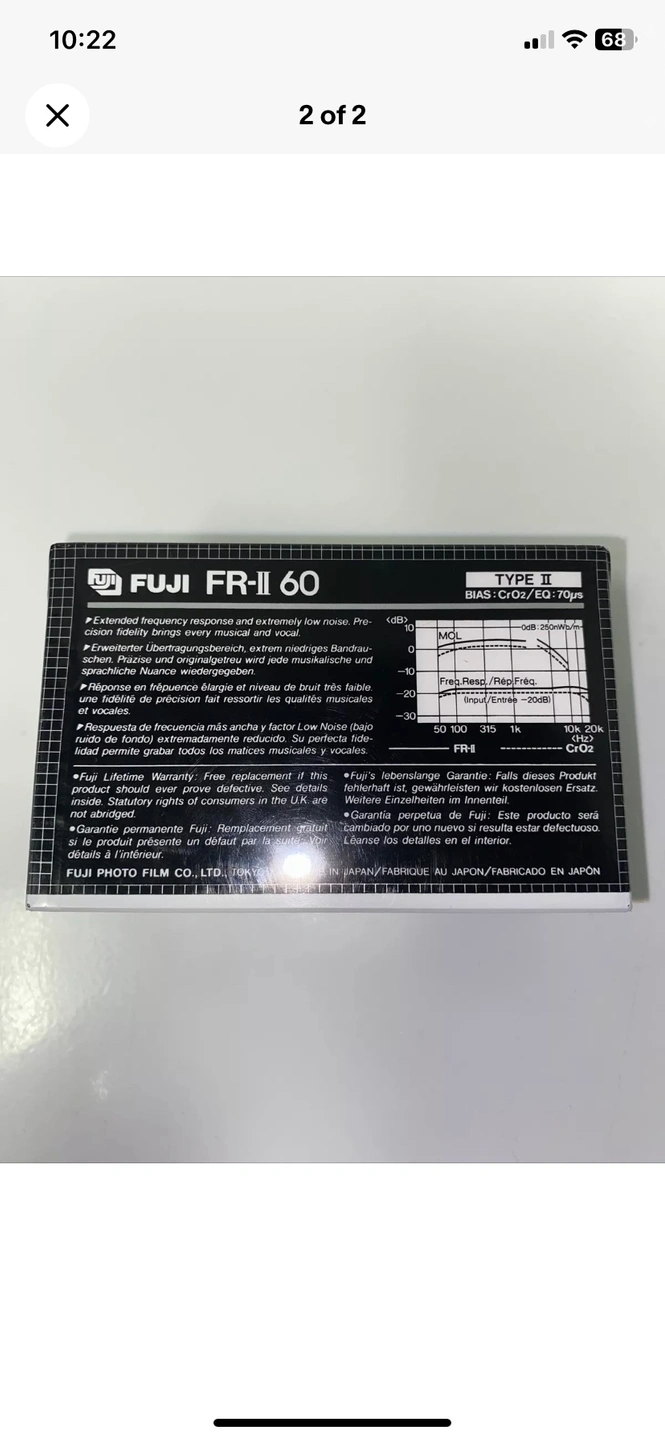 10:22
68
2 of 2
FUJI
FUJI FR-II 60
TYPE II
BIAS:CrO2/EQ:70µs
▶Extended frequency response and extremely low noise. Pre-
cision fidelity brings every musical and vocal.
▶Erweiterter Übertragungsbereich, extrem niedriges Bandrau-
schen. Präzise und originalgetreu wird jede musikalische und
sprachliche Nuance wiedergegeben.
▶Réponse en frépuence élargie et niveau de bruit très faible.
une fidélité de précision fait ressortir les qualités musicales
et vocales.
▶Respuesta de frecuencia más ancha y factor Low Noise (bajo
ruido de fondo) extremadamente reducido. Su perfecta fide-
lidad permite grabar todos los matices musicales y vocales.
<dB>
10
0dB:250nWb/m
MOL
0
−10
Freq.Resp./Rép.Fréq.
−20
(Input/Entrée −20dB)
−30
50 100 315 1k 10k 20k
<Hz>
FR-II CrO2
●Fuji Lifetime Warranty: Free replacement if this
product should ever prove defective. See details
inside. Statutory rights of consumers in the U.K. are
not abridged.
●Garantie permanente Fuji: Remplacement gratuit
si le produit présente un défaut par la suite. Voir
détails à l'intérieur.
●Fuji's lebenslange Garantie: Falls dieses Produkt
fehlerhaft ist, gewährleisten wir kostenlosen Ersatz.
Weitere Einzelheiten im Innenteil.
●Garantía perpetua de Fuji: Este producto será
cambiado por uno nuevo si resulta estar defectuoso.
Léanse los detalles en el interior.
FUJI PHOTO FILM CO., LTD., IN JAPAN/FABRIQUE AU JAPON/FABRICADO EN JAPÓN